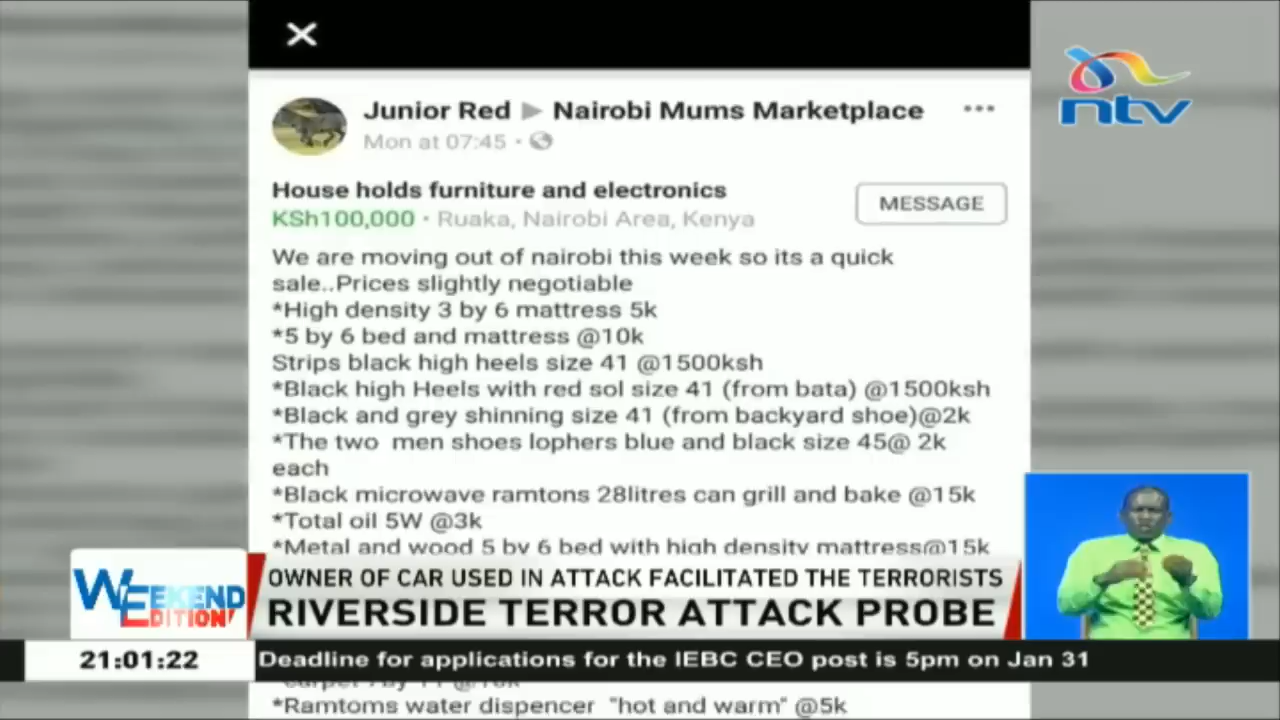 ntv
Junior Red ▶ Nairobi Mums Marketplace
Mon at 07:45
House holds furniture and electronics
MESSAGE
KSh100,000 · Ruaka, Nairobi Area, Kenya
We are moving out of nairobi this week so its a quick
sale..Prices slightly negotiable
*High density 3 by 6 mattress 5k
*5 by 6 bed and mattress @10k
Strips black high heels size 41 @1500ksh
*Black high Heels with red sol size 41 (from bata) @1500ksh
*Black and grey shinning size 41 (from backyard shoe)@2k
*The two men shoes lophers blue and black size 45@ 2k
each
*Black microwave ramtons 28litres can grill and bake @15k
*Total oil 5W @3k
*Metal and wood 5 by 6 bed with high density mattress@15k
WEEKEND
EDITION
OWNER OF CAR USED IN ATTACK FACILITATED THE TERRORISTS
RIVERSIDE TERROR ATTACK PROBE
21:01:22
Deadline for applications for the IEBC CEO post is 5pm on Jan 31
*Ramtoms water dispencer "hot and warm" @5k